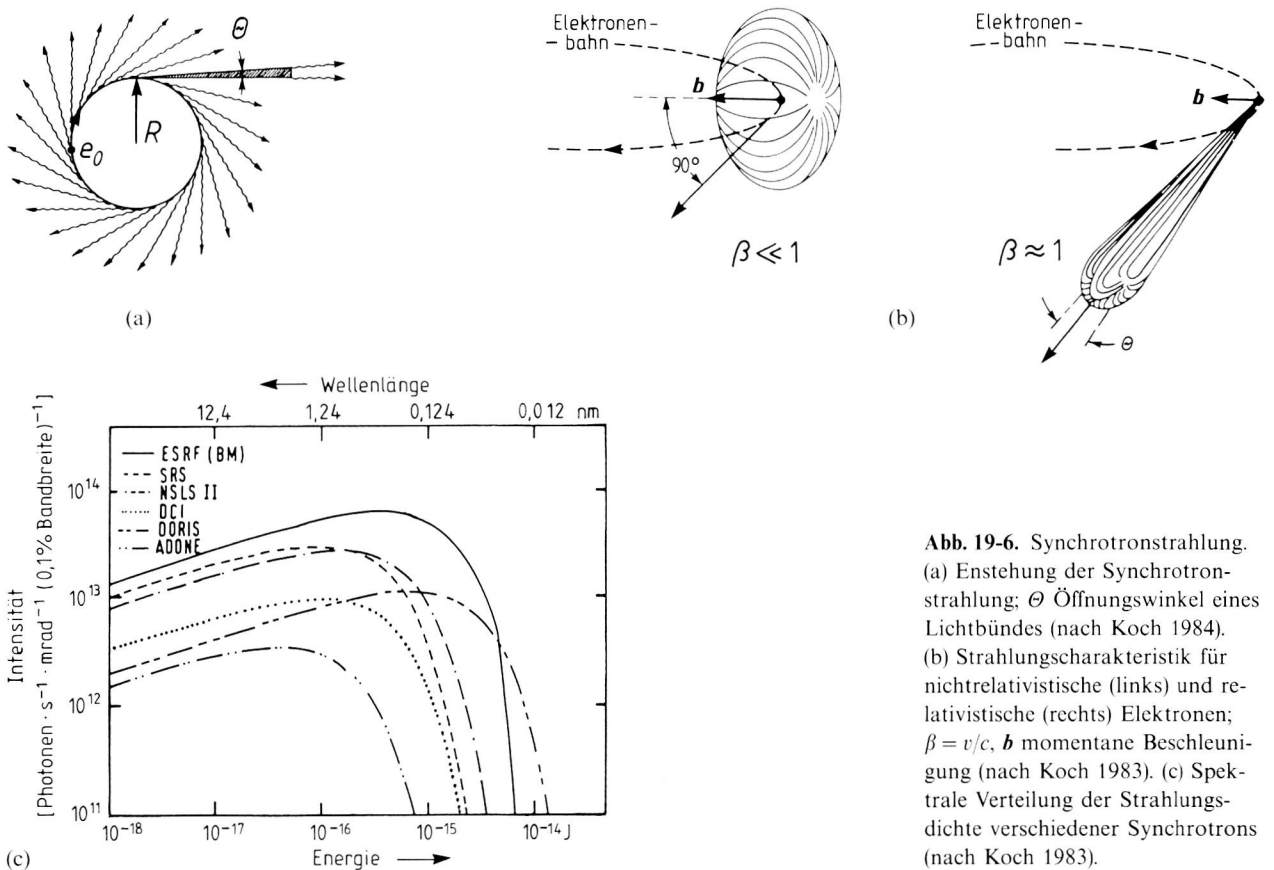 Θ
R
e₀
(a)
Elektronen-
bahn
b
90°
β ≪ 1
Elektronen-
bahn
b
β ≈ 1
Θ
(b)
← Wellenlänge
12,4 1,24 0,124 0,012 nm
Intensität
[Photonen · s⁻¹ · mrad⁻¹ (0,1% Bandbreite)⁻¹]
10¹⁴
10¹³
10¹²
10¹¹
ESRF (BM)
SRS
NSLS II
DCI
DORIS
ADONE
10⁻¹⁸ 10⁻¹⁷ 10⁻¹⁶ 10⁻¹⁵ 10⁻¹⁴ J
Energie →
(c)
Abb. 19-6. Synchrotronstrahlung.
(a) Enstehung der Synchrotron-
strahlung; Θ Öffnungswinkel eines
Lichtbündes (nach Koch 1984).
(b) Strahlungscharakteristik für
nichtrelativistische (links) und re-
lativistische (rechts) Elektronen;
β = v/c, b momentane Beschleuni-
gung (nach Koch 1983). (c) Spek-
trale Verteilung der Strahlungs-
dichte verschiedener Synchrotrons
(nach Koch 1983).